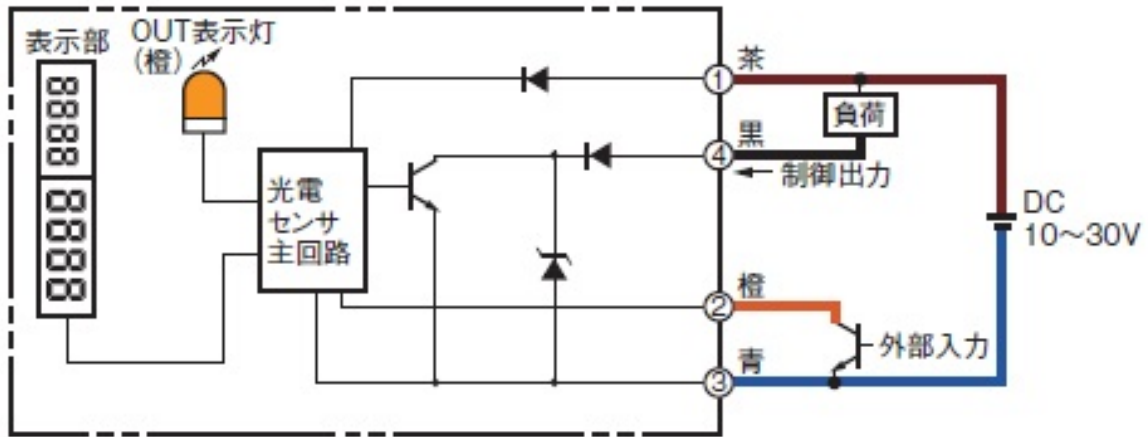 表示部
OUT表示灯
(橙)
8888
8888
光電
センサ
主回路
① 茶
負荷
④ 黒
制御出力
DC
10～30V
② 橙
外部入力
③ 青